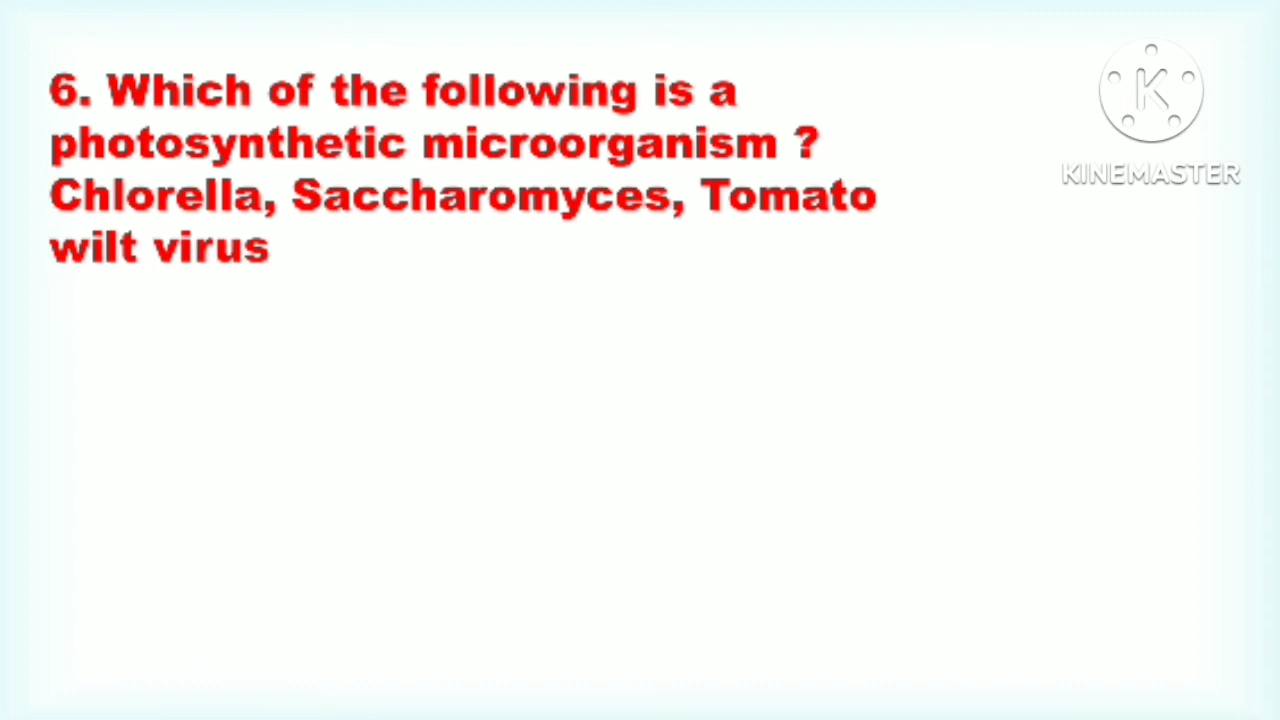 6. Which of the following is a
photosynthetic microorganism ?
Chlorella, Saccharomyces, Tomato
wilt virus
K
KINEMASTER